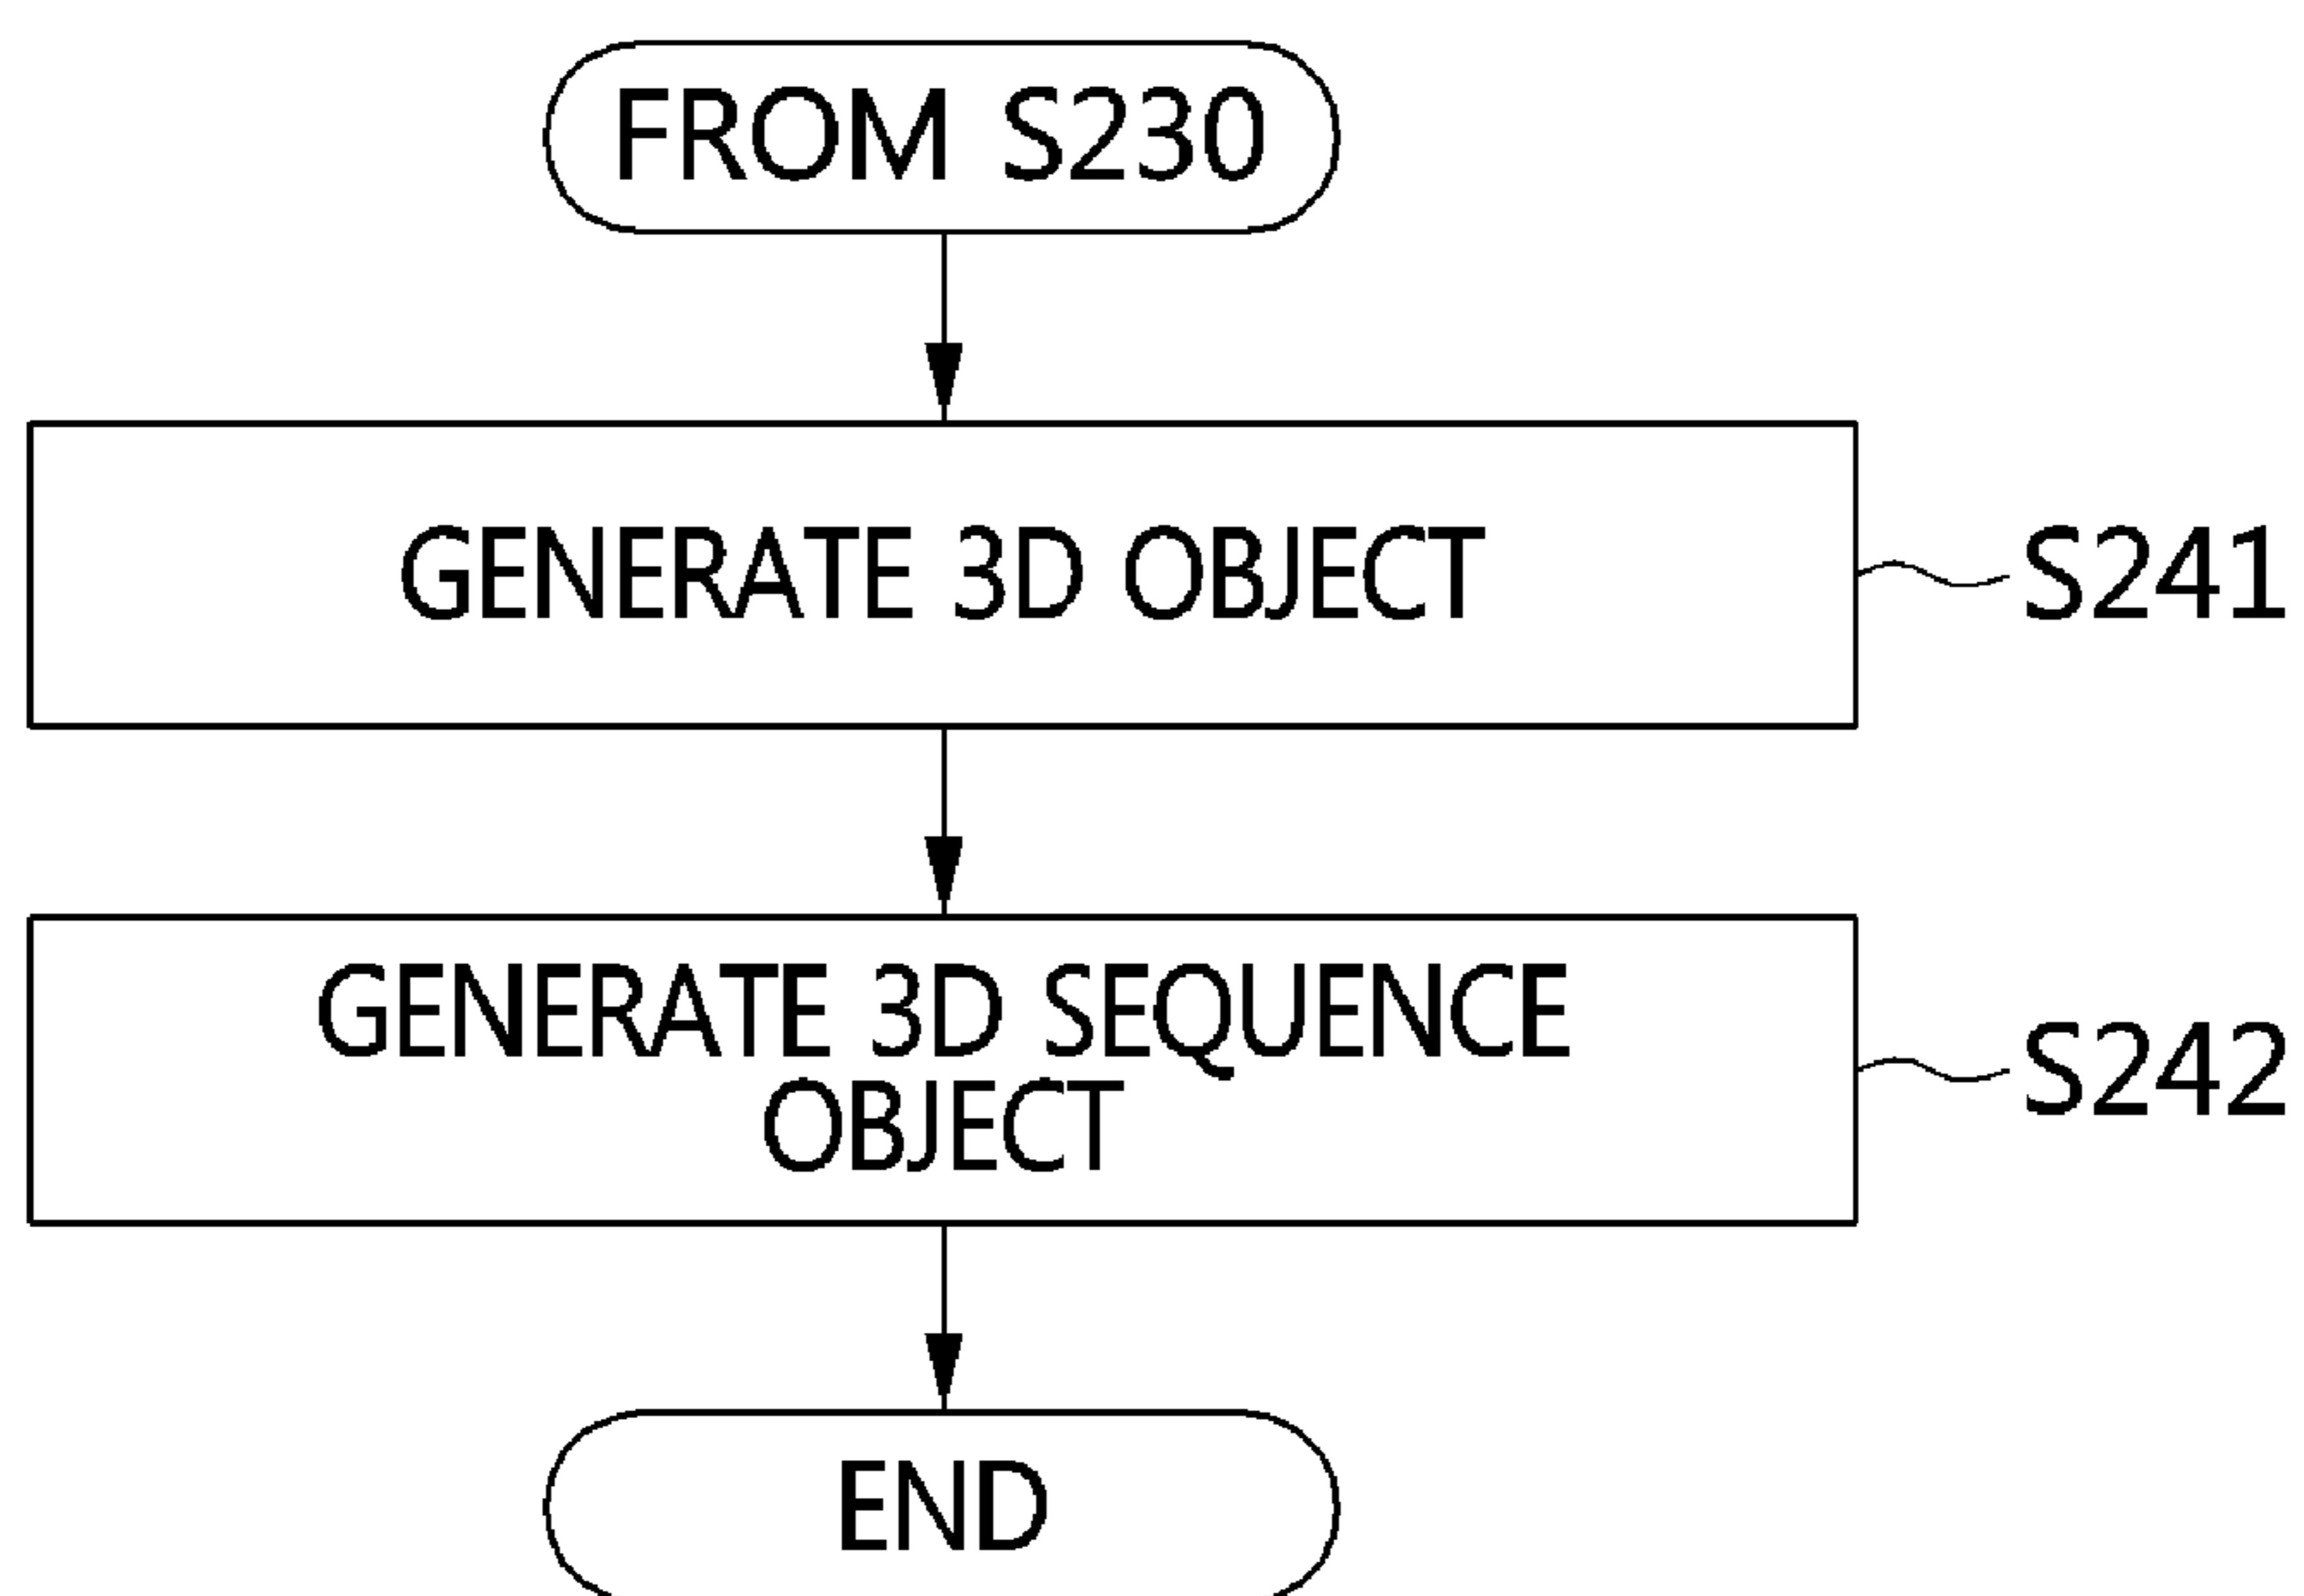 FROM S230
GENERATE 3D OBJECT
S241
GENERATE 3D SEQUENCE
OBJECT
S242
END